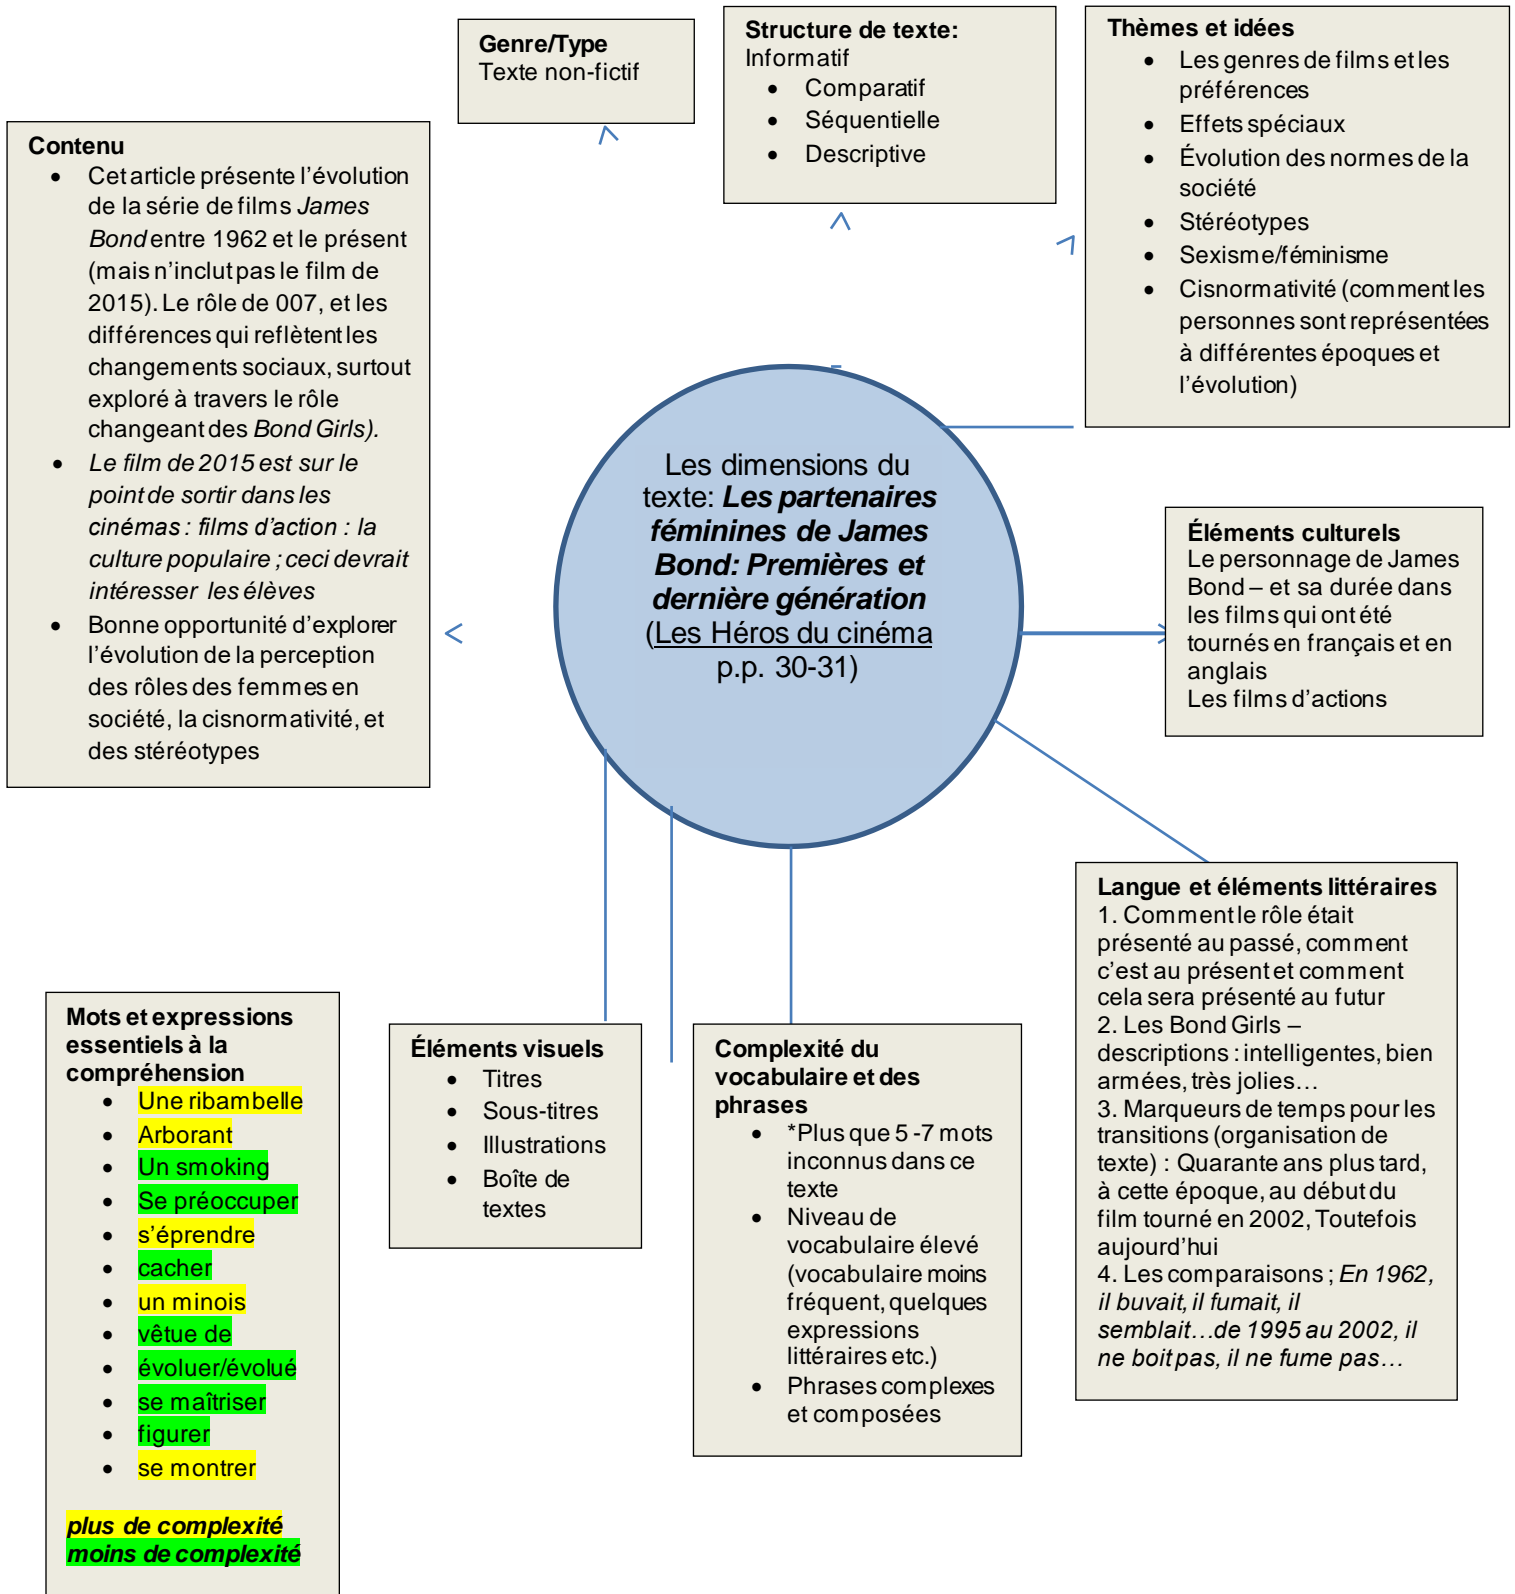 Genre/Type
Texte non-fictif
Structure de texte:
Informatif
• Comparatif
• Séquentielle
• Descriptive
Thèmes et idées
• Les genres de films et les
préférences
• Effets spéciaux
• Évolution des normes de la
société
• Stéréotypes
• Sexisme/féminisme
• Cisnormativité (comment les
personnes sont représentées
à différentes époques et
l'évolution)
Contenu
• Cet article présente l'évolution
de la série de films James
Bond entre 1962 et le présent
(mais n'inclut pas le film de
2015). Le rôle de 007, et les
différences qui reflètent les
changements sociaux, surtout
exploré à travers le rôle
changeant des Bond Girls).
• Le film de 2015 est sur le
point de sortir dans les
cinémas : films d'action : la
culture populaire ; ceci devrait
intéresser les élèves
• Bonne opportunité d'explorer
l'évolution de la perception
des rôles des femmes en
société, la cisnormativité, et
des stéréotypes
Les dimensions du
texte: Les partenaires
féminines de James
Bond: Premières et
dernière génération
(Les Héros du cinéma
p.p. 30-31)
Éléments culturels
Le personnage de James
Bond – et sa durée dans
les films qui ont été
tournés en français et en
anglais
Les films d'actions
Langue et éléments littéraires
1. Comment le rôle était
présenté au passé, comment
c'est au présent et comment
cela sera présenté au futur
2. Les Bond Girls –
descriptions : intelligentes, bien
armées, très jolies…
3. Marqueurs de temps pour les
transitions (organisation de
texte) : Quarante ans plus tard,
à cette époque, au début du
film tourné en 2002, Toutefois
aujourd'hui
4. Les comparaisons ; En 1962,
il buvait, il fumait, il
semblait…de 1995 au 2002, il
ne boit pas, il ne fume pas…
Mots et expressions
essentiels à la
compréhension
• Une ribambelle
• Arborant
• Un smoking
• Se préoccuper
• s'éprendre
• cacher
• un minois
• vêtue de
• évoluer/évolué
• se maîtriser
• figurer
• se montrer
plus de complexité
moins de complexité
Éléments visuels
• Titres
• Sous-titres
• Illustrations
• Boîte de
textes
Complexité du
vocabulaire et des
phrases
• *Plus que 5 -7 mots
inconnus dans ce
texte
• Niveau de
vocabulaire élevé
(vocabulaire moins
fréquent, quelques
expressions
littéraires etc.)
• Phrases complexes
et composées